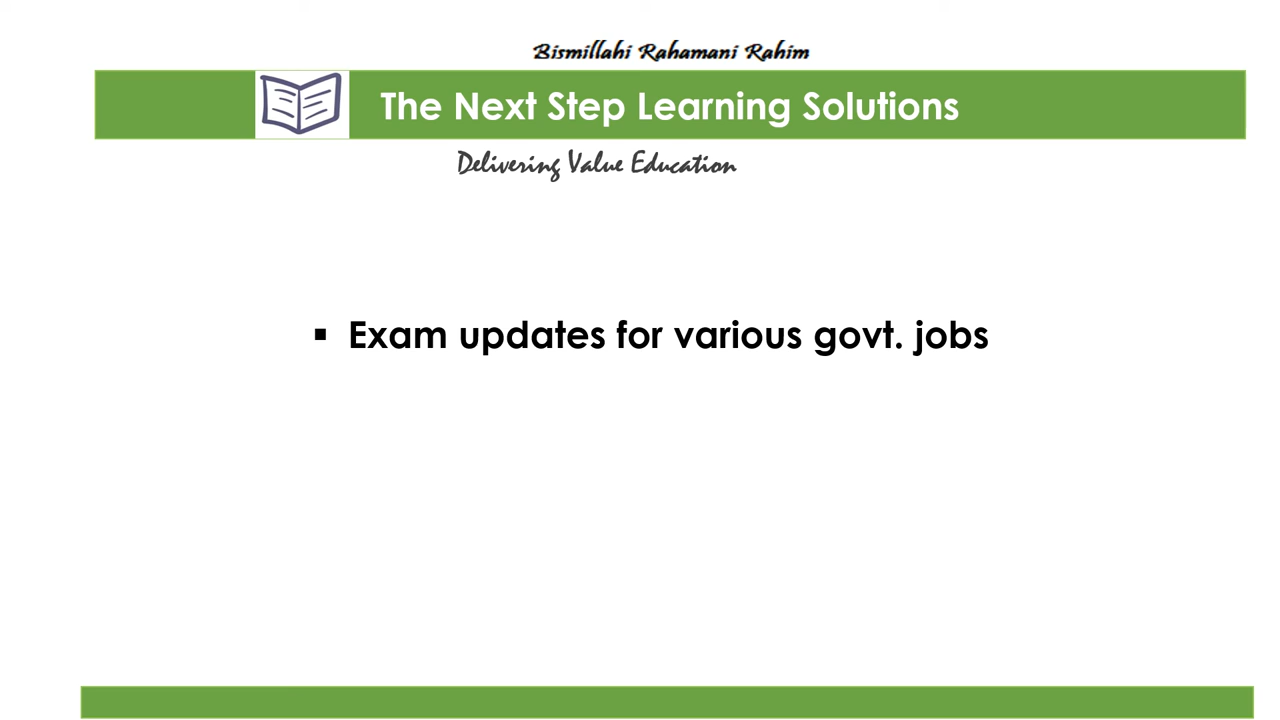 Bismillahi Rahamani Rahim
The Next Step Learning Solutions
Delivering Value Education
▪ Exam updates for various govt. jobs